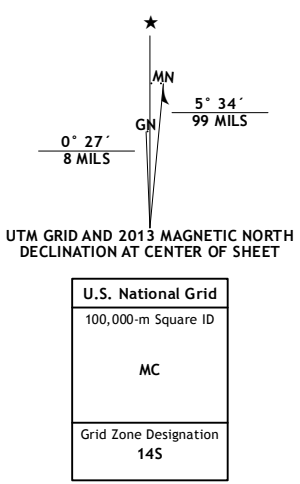 ★
MN
GN
5° 34´
99 MILS
0° 27´
8 MILS
UTM GRID AND 2013 MAGNETIC NORTH
DECLINATION AT CENTER OF SHEET
U.S. National Grid
100,000-m Square ID
MC
Grid Zone Designation
14S